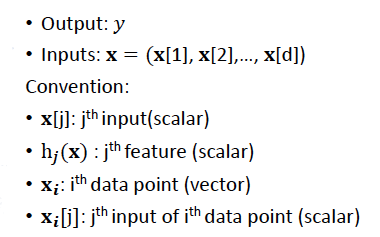 • Output: y
• Inputs: x = (x[1], x[2],..., x[d])
Convention:
• x[j]: jth input(scalar)
• hj(x) : jth feature (scalar)
• xi: ith data point (vector)
• xi[j]: jth input of ith data point (scalar)